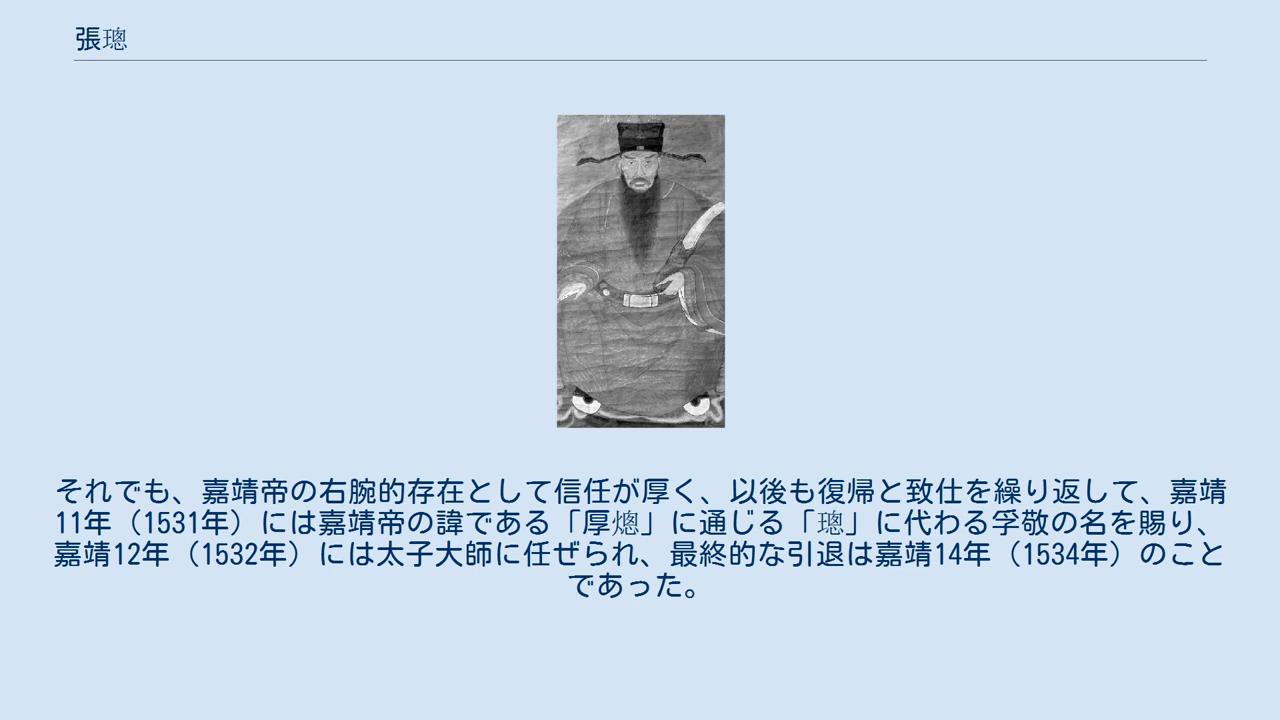 張璁
それでも、嘉靖帝の右腕的存在として信任が厚く、以後も復帰と致仕を繰り返して、嘉靖
11年（1531年）には嘉靖帝の諱である「厚熜」に通じる「璁」に代わる孚敬の名を賜り、
嘉靖12年（1532年）には太子大師に任ぜられ、最終的な引退は嘉靖14年（1534年）のこと
であった。